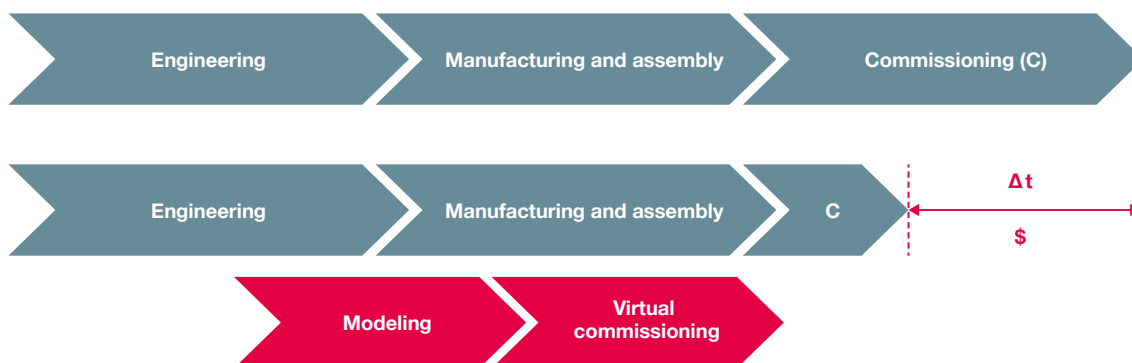 Engineering
Manufacturing and assembly
Commissioning (C)
Engineering
Manufacturing and assembly
C
Δ t
$
Modeling
Virtual
commissioning